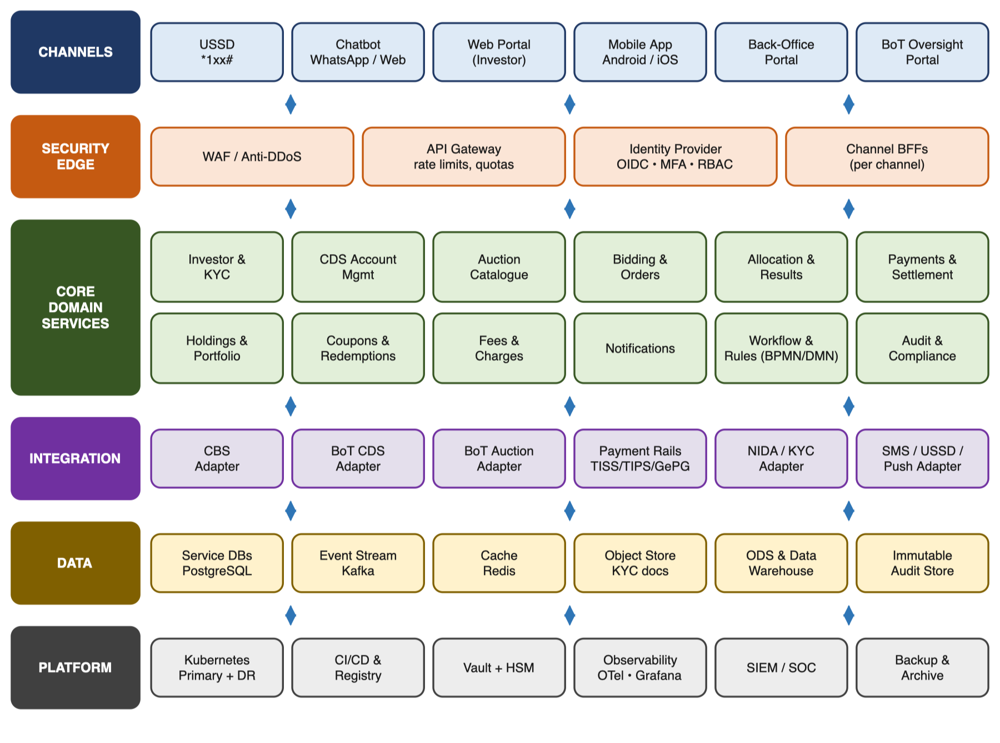 CHANNELS
USSD
*1xx#
Chatbot
WhatsApp / Web
Web Portal
(Investor)
Mobile App
Android / iOS
Back-Office
Portal
BoT Oversight
Portal
SECURITY
EDGE
WAF / Anti-DDoS
API Gateway
rate limits, quotas
Identity Provider
OIDC • MFA • RBAC
Channel BFFs
(per channel)
CORE
DOMAIN
SERVICES
Investor &
KYC
CDS Account
Mgmt
Auction
Catalogue
Bidding &
Orders
Allocation &
Results
Payments &
Settlement
Holdings &
Portfolio
Coupons &
Redemptions
Fees &
Charges
Notifications
Workflow &
Rules (BPMN/DMN)
Audit &
Compliance
INTEGRATION
CBS
Adapter
BoT CDS
Adapter
BoT Auction
Adapter
Payment Rails
TISS/TIPS/GePG
NIDA / KYC
Adapter
SMS / USSD /
Push Adapter
DATA
Service DBs
PostgreSQL
Event Stream
Kafka
Cache
Redis
Object Store
KYC docs
ODS & Data
Warehouse
Immutable
Audit Store
PLATFORM
Kubernetes
Primary + DR
CI/CD &
Registry
Vault + HSM
Observability
OTel • Grafana
SIEM / SOC
Backup &
Archive